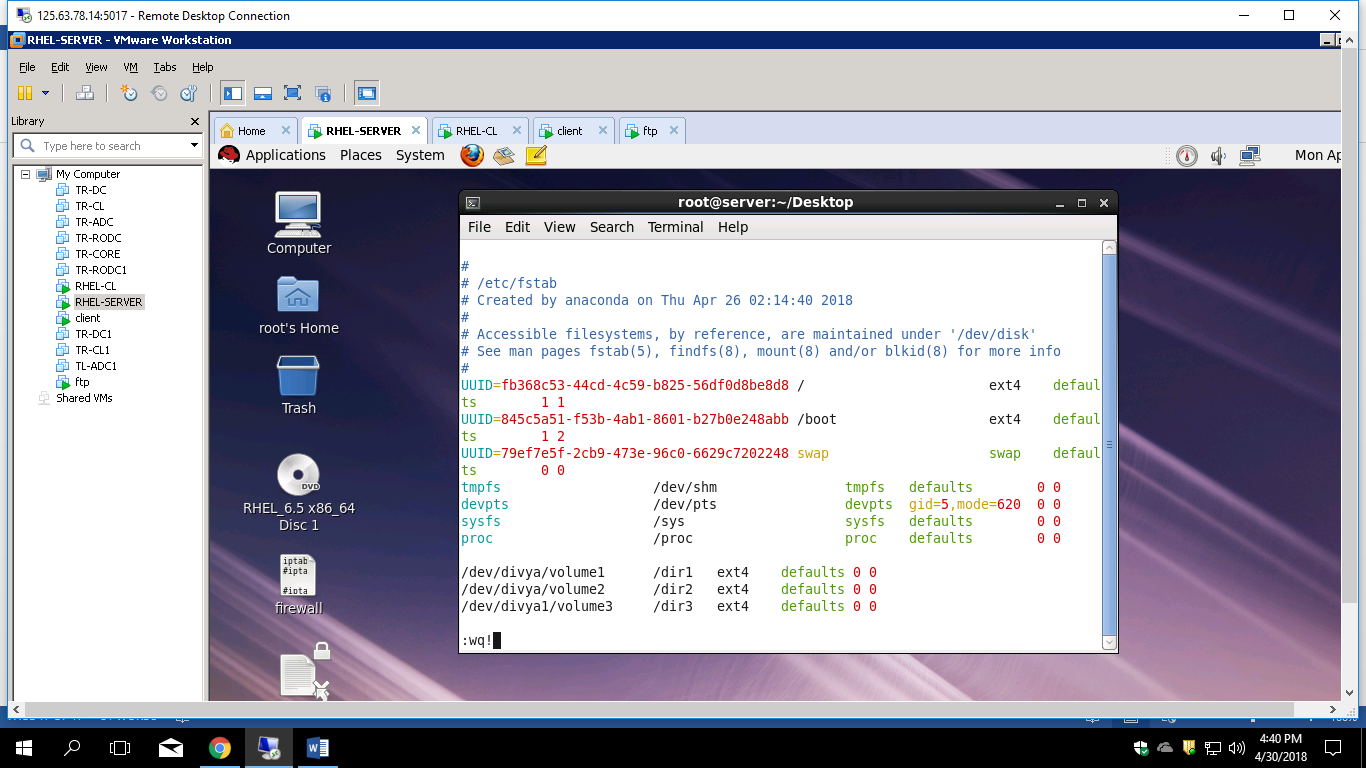 125.63.78.14:5017 - Remote Desktop Connection
RHEL-SERVER - VMware Workstation
File Edit View VM Tabs Help
Library
Type here to search
My Computer
TR-DC
TR-CL
TR-ADC
TR-RODC
TR-CORE
TR-RODC1
RHEL-CL
RHEL-SERVER
client
TR-DC1
TR-CL1
TL-ADC1
ftp
Shared VMs
Home RHEL-SERVER RHEL-CL client ftp
Applications Places System Mon Ap
Computer
root's Home
Trash
DVD
RHEL_6.5 x86_64
Disc 1
iptab
#ipta
#ipta
firewall
root@server:~/Desktop
File Edit View Search Terminal Help
#
# /etc/fstab
# Created by anaconda on Thu Apr 26 02:14:40 2018
#
# Accessible filesystems, by reference, are maintained under '/dev/disk'
# See man pages fstab(5), findfs(8), mount(8) and/or blkid(8) for more info
#
UUID=fb368c53-44cd-4c59-b825-56df0d8be8d8 / ext4 defaul
ts 1 1
UUID=845c5a51-f53b-4ab1-8601-b27b0e248abb /boot ext4 defaul
ts 1 2
UUID=79ef7e5f-2cb9-473e-96c0-6629c7202248 swap swap defaul
ts 0 0
tmpfs /dev/shm tmpfs defaults 0 0
devpts /dev/pts devpts gid=5,mode=620 0 0
sysfs /sys sysfs defaults 0 0
proc /proc proc defaults 0 0
/dev/divya/volume1 /dir1 ext4 defaults 0 0
/dev/divya/volume2 /dir2 ext4 defaults 0 0
/dev/divya1/volume3 /dir3 ext4 defaults 0 0
:wq!
4:40 PM
4/30/2018